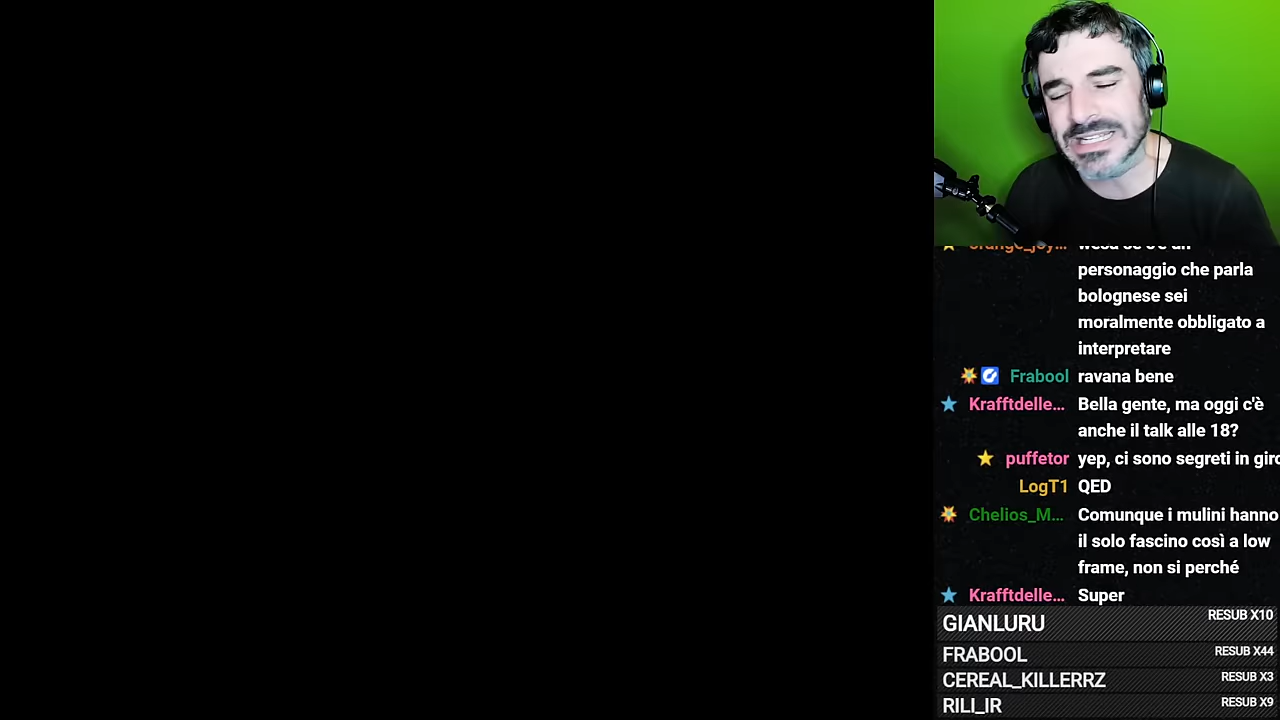 personaggio che parla
bolognese sei
moralmente obbligato a
interpretare
Frabool ravana bene
Krafftdelle... Bella gente, ma oggi c'è
anche il talk alle 18?
puffetor yep, ci sono segreti in giro
LogT1 QED
Chelios_M... Comunque i mulini hanno
il solo fascino così a low
frame, non si perché
Krafftdelle... Super
GIANLURU RESUB X10
FRABOOL RESUB X44
CEREAL_KILLERRZ RESUB X3
RILI_IR RESUB X9